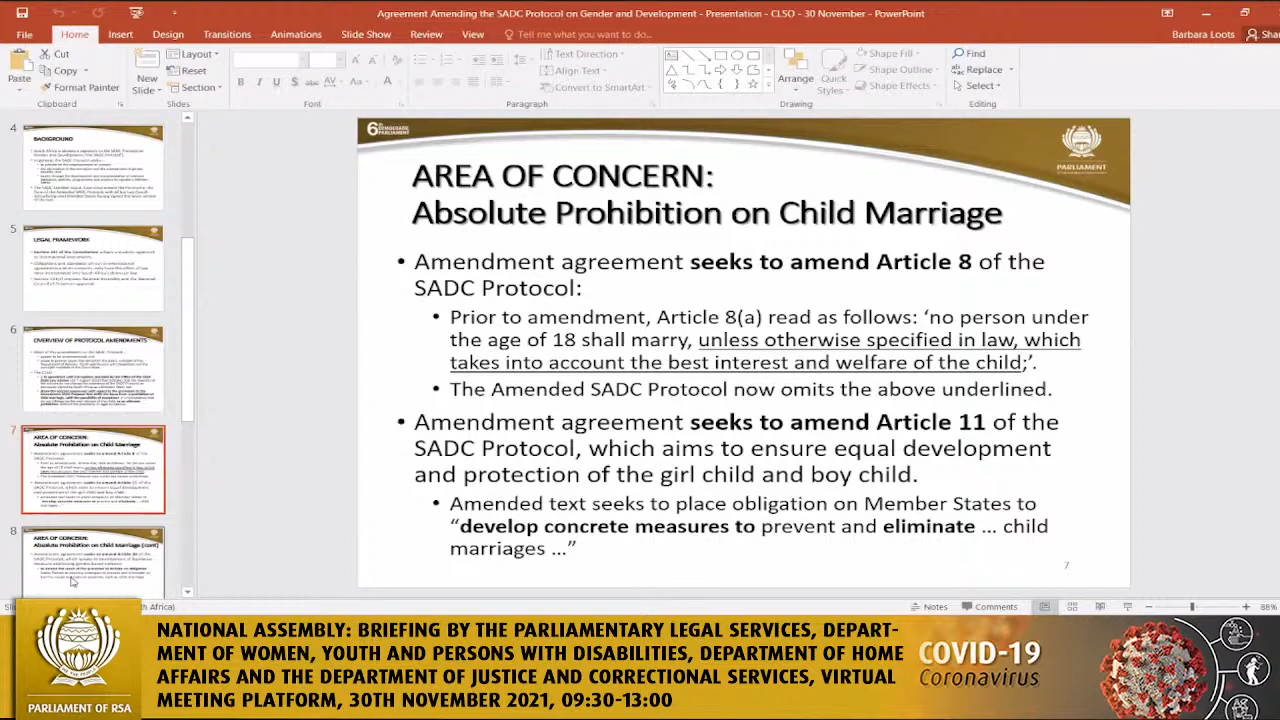 Agreement Amending the SADC Protocol on Gender and Development - Presentation - CLSO - 30 November - PowerPoint
File Home Insert Design Transitions Animations Slide Show Review View Tell me what you want to do... Barbara Loots
Paste
Cut
Copy
Format Painter
Clipboard
New
Slide
Layout
Reset
Section
Slides
Font
Text Direction
Align Text
Convert to SmartArt
Paragraph
Arrange
Quick
Styles
Shape Fill
Shape Outline
Shape Effects
Drawing
Find
Replace
Select
Editing
4
BACKGROUND
5
LEGAL FRAMEWORK
6
OVERVIEW OF PROTOCOL AMENDMENTS
7
AREA OF CONCERN:
Absolute Prohibition on Child Marriage
8
AREA OF CONCERN:
Absolute Prohibition on Child Marriage (cont)
6th DEMOCRATIC
PARLIAMENT
PARLIAMENT
AREA OF CONCERN:
Absolute Prohibition on Child Marriage
• Amendment agreement seeks to amend Article 8 of the
SADC Protocol:
• Prior to amendment, Article 8(a) read as follows: ‘no person under
the age of 18 shall marry, unless otherwise specified in law, which
takes into account the best interest and welfare of the child;’.
• The Amended SADC Protocol may omit the above underlined.
• Amendment agreement seeks to amend Article 11 of the
SADC Protocol, which aims to ensure equal development
and protection of the girl child and boy child.
• Amended text seeks to place obligation on Member States to
“develop concrete measures to prevent and eliminate … child
marriages …”
7
Notes Comments 88%
PARLIAMENT OF RSA
NATIONAL ASSEMBLY: BRIEFING BY THE PARLIAMENTARY LEGAL SERVICES, DEPART-
MENT OF WOMEN, YOUTH AND PERSONS WITH DISABILITIES, DEPARTMENT OF HOME
AFFAIRS AND THE DEPARTMENT OF JUSTICE AND CORRECTIONAL SERVICES, VIRTUAL
MEETING PLATFORM, 30TH NOVEMBER 2021, 09:30-13:00
COVID-19
Coronavirus